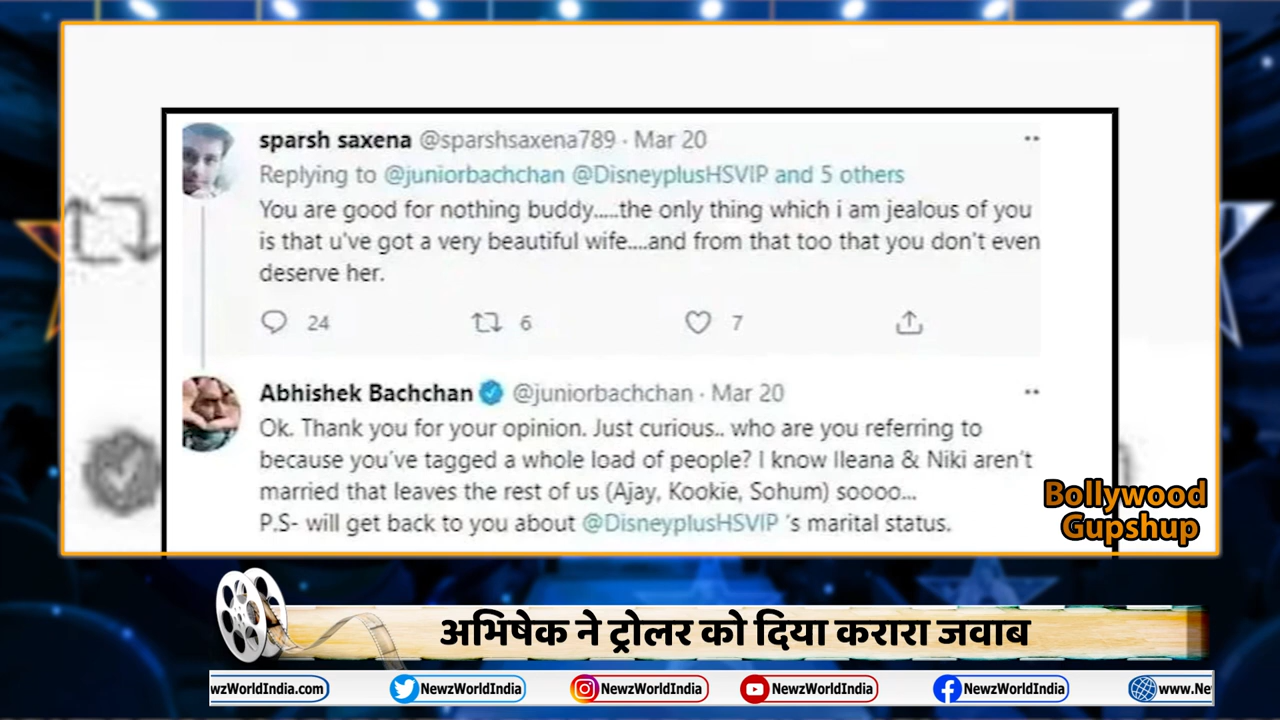 sparsh saxena @sparshsaxena789 · Mar 20
Replying to @juniorbachchan @DisneyplusHSVIP and 5 others
You are good for nothing buddy.....the only thing which i am jealous of you
is that u've got a very beautiful wife....and from that too that you don't even
deserve her.
24 6 7
Abhishek Bachchan @juniorbachchan · Mar 20
Ok. Thank you for your opinion. Just curious.. who are you referring to
because you've tagged a whole load of people? I know Ileana & Niki aren't
married that leaves the rest of us (Ajay, Kookie, Sohum) soooo...
P.S- will get back to you about @DisneyplusHSVIP 's marital status.
Bollywood
Gupshup
अभिषेक ने ट्रोलर को दिया करारा जवाब
wzWorldIndia.com NewzWorldIndia NewzWorldIndia NewzWorldIndia NewzWorldIndia www.Ne